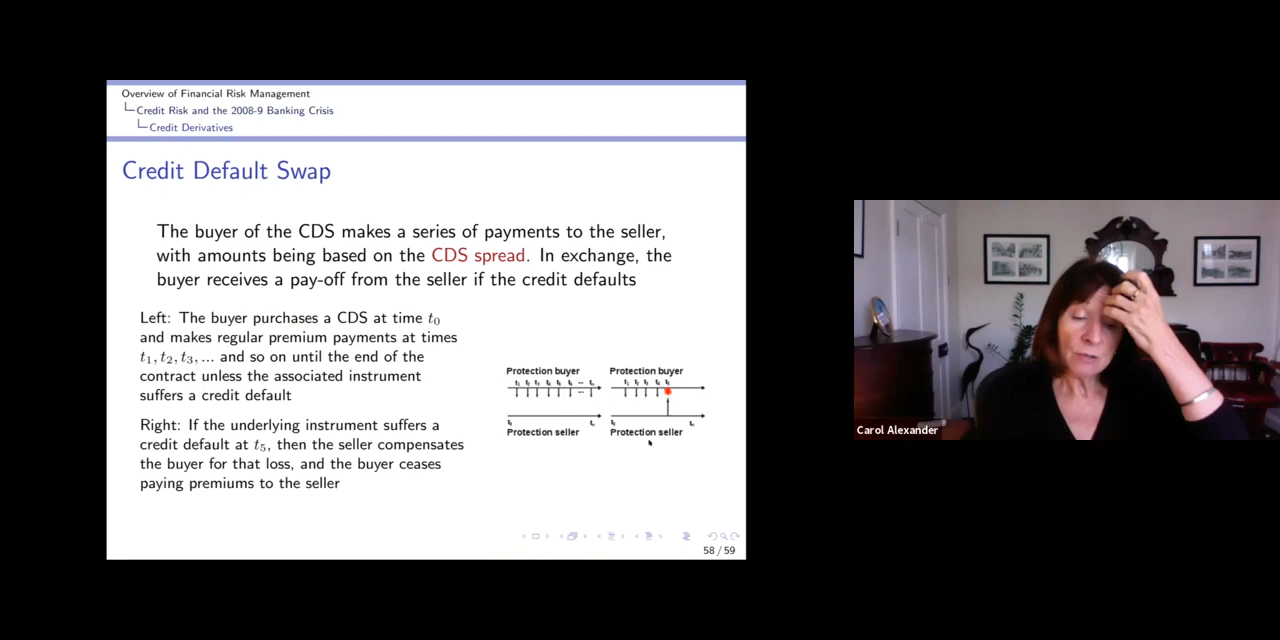 Overview of Financial Risk Management
Credit Risk and the 2008-9 Banking Crisis
Credit Derivatives
Credit Default Swap
The buyer of the CDS makes a series of payments to the seller,
with amounts being based on the CDS spread. In exchange, the
buyer receives a pay-off from the seller if the credit defaults
Left: The buyer purchases a CDS at time t0
and makes regular premium payments at times
t1, t2, t3, ... and so on until the end of the
contract unless the associated instrument
suffers a credit default
Right: If the underlying instrument suffers a
credit default at t5, then the seller compensates
the buyer for that loss, and the buyer ceases
paying premiums to the seller
Protection buyer
Protection seller
Protection buyer
Protection seller
58 / 59
Carol Alexander